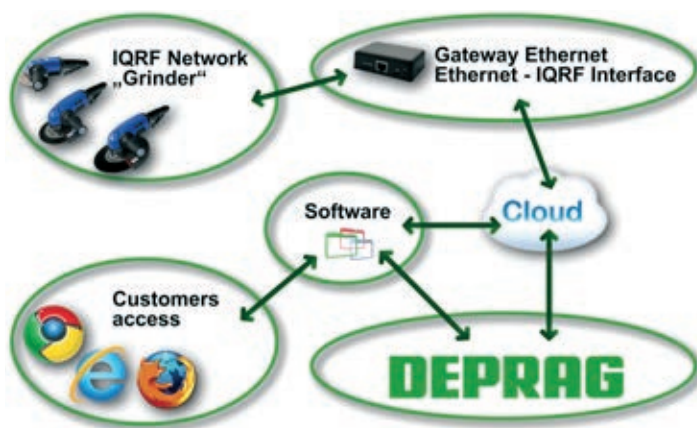 IQRF Network
„Grinder“
Gateway Ethernet
Ethernet - IQRF Interface
Software
Cloud
Customers
access
DEPRAG